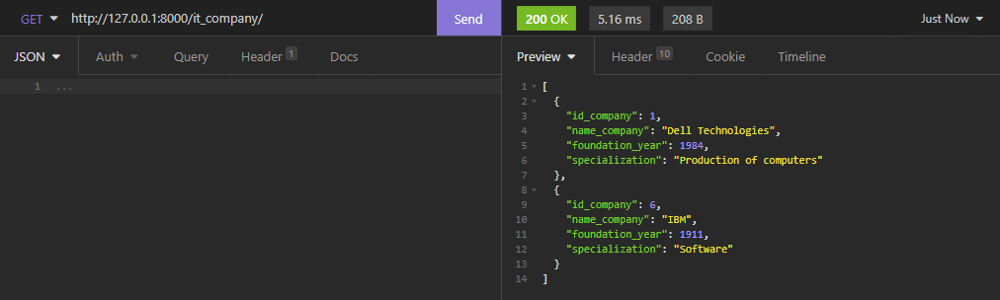 GET http://127.0.0.1:8000/it_company/ Send 200 OK 5.16 ms 208 B Just Now
JSON Auth Query Header 1 Docs Preview Header 10 Cookie Timeline
1 ...
1 [
2 {
3 "id_company": 1,
4 "name_company": "Dell Technologies",
5 "foundation_year": 1984,
6 "specialization": "Production of computers"
7 },
8 {
9 "id_company": 6,
10 "name_company": "IBM",
11 "foundation_year": 1911,
12 "specialization": "Software"
13 }
14 ]